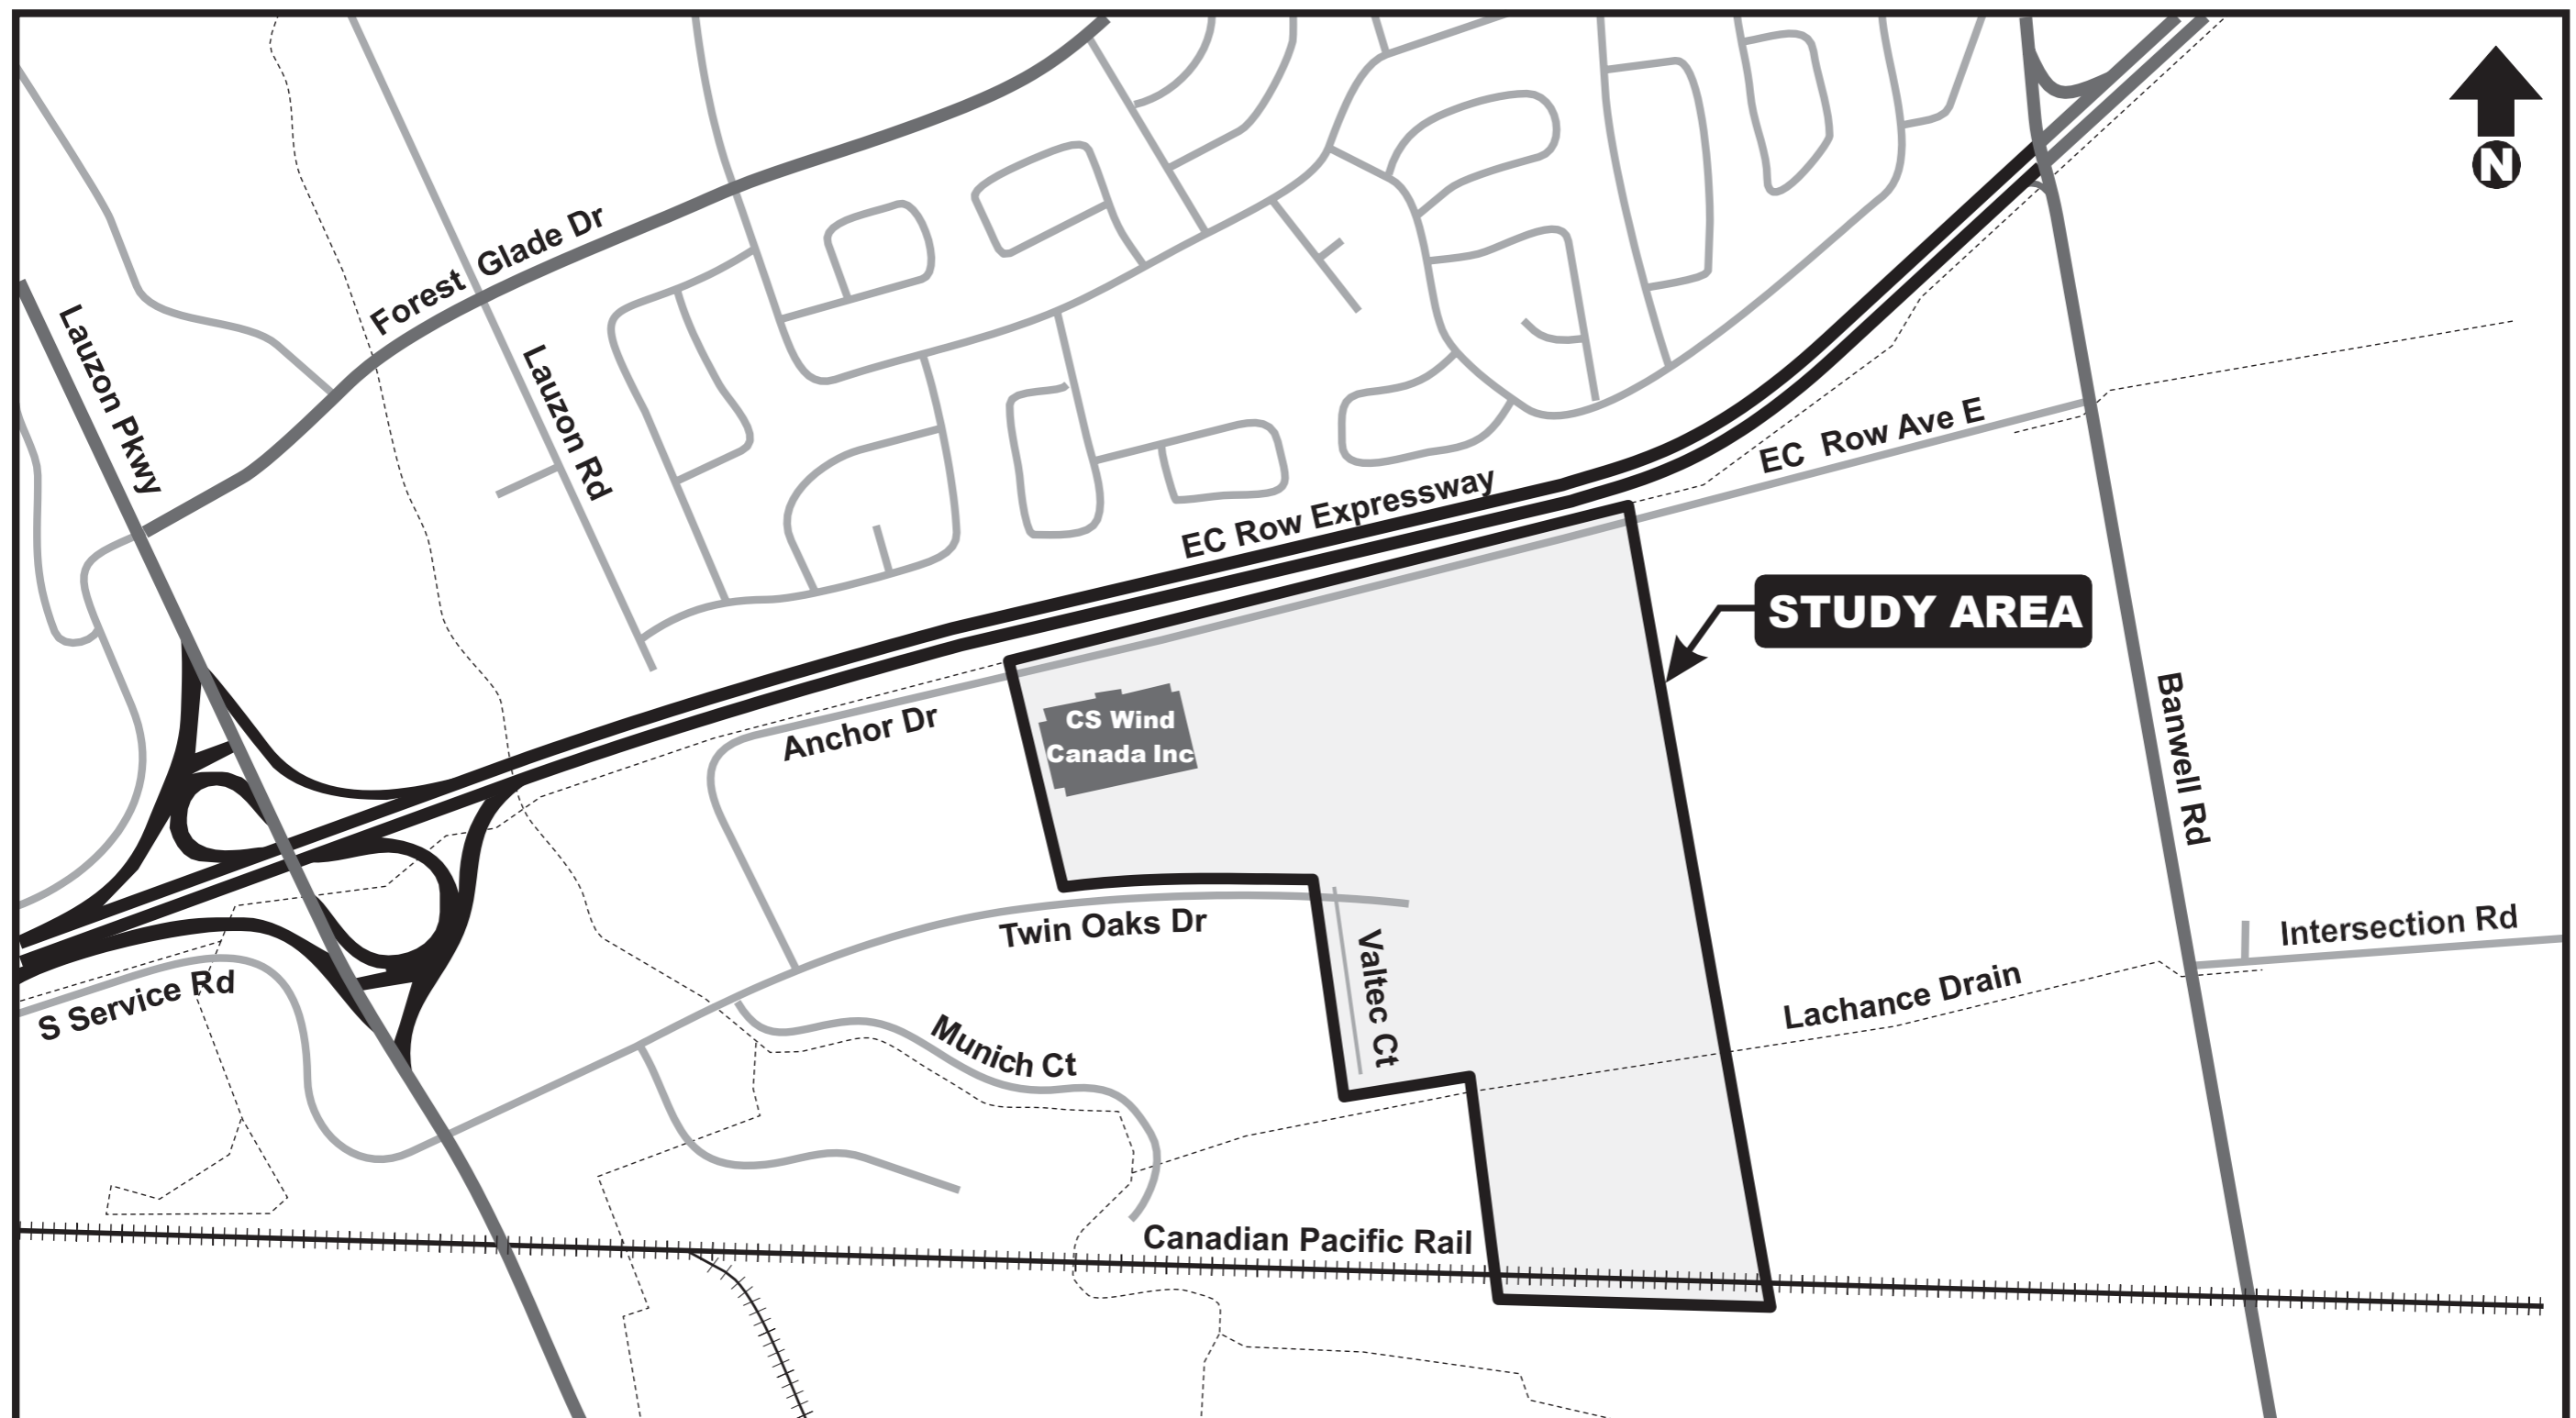 N
Forest Glade Dr
Lauzon Pkwy
Lauzon Rd
EC Row Ave E
EC Row Expressway
STUDY AREA
CS Wind
Canada Inc
Anchor Dr
Banwell Rd
Twin Oaks Dr
Intersection Rd
Valtec Ct
S Service Rd
Lachance Drain
Munich Ct
Canadian Pacific Rail